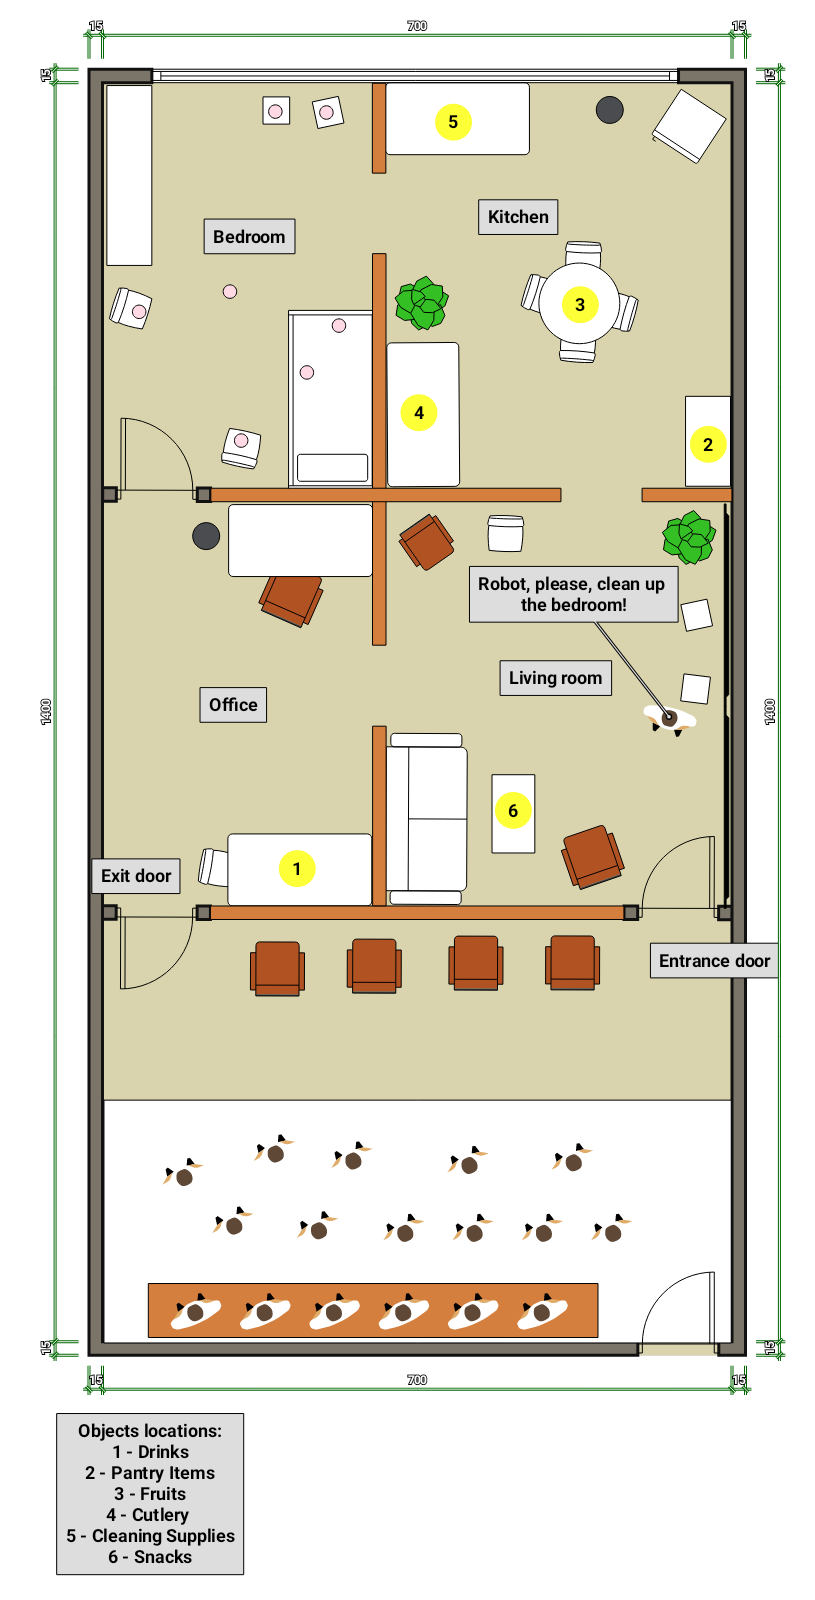 15
700
15
15
15
5
Kitchen
Bedroom
3
4
2
Robot, please, clean up
the bedroom!
Living room
Office
1400
1400
6
1
Exit door
Entrance door
15
15
15
700
15
Objects locations:
1 - Drinks
2 - Pantry Items
3 - Fruits
4 - Cutlery
5 - Cleaning Supplies
6 - Snacks